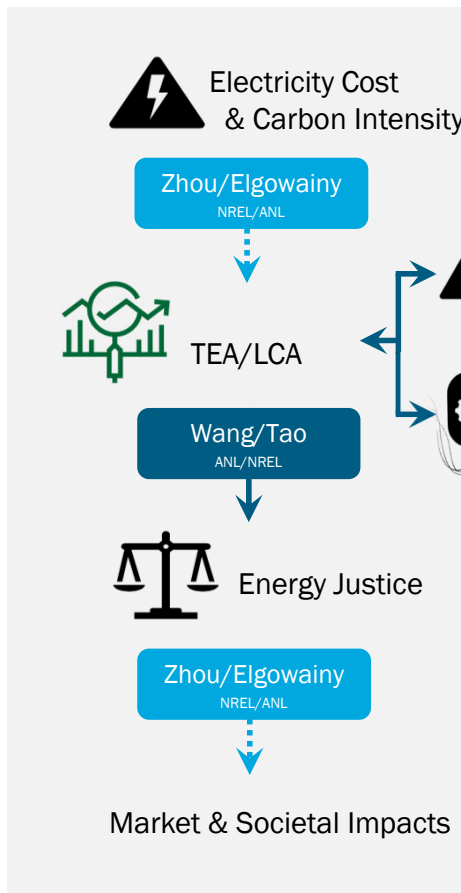 Electricity Cost
& Carbon Intensity
Zhou/Elgowainy
NREL/ANL
TEA/LCA
Wang/Tao
ANL/NREL
Energy Justice
Zhou/Elgowainy
NREL/ANL
Market & Societal Impacts